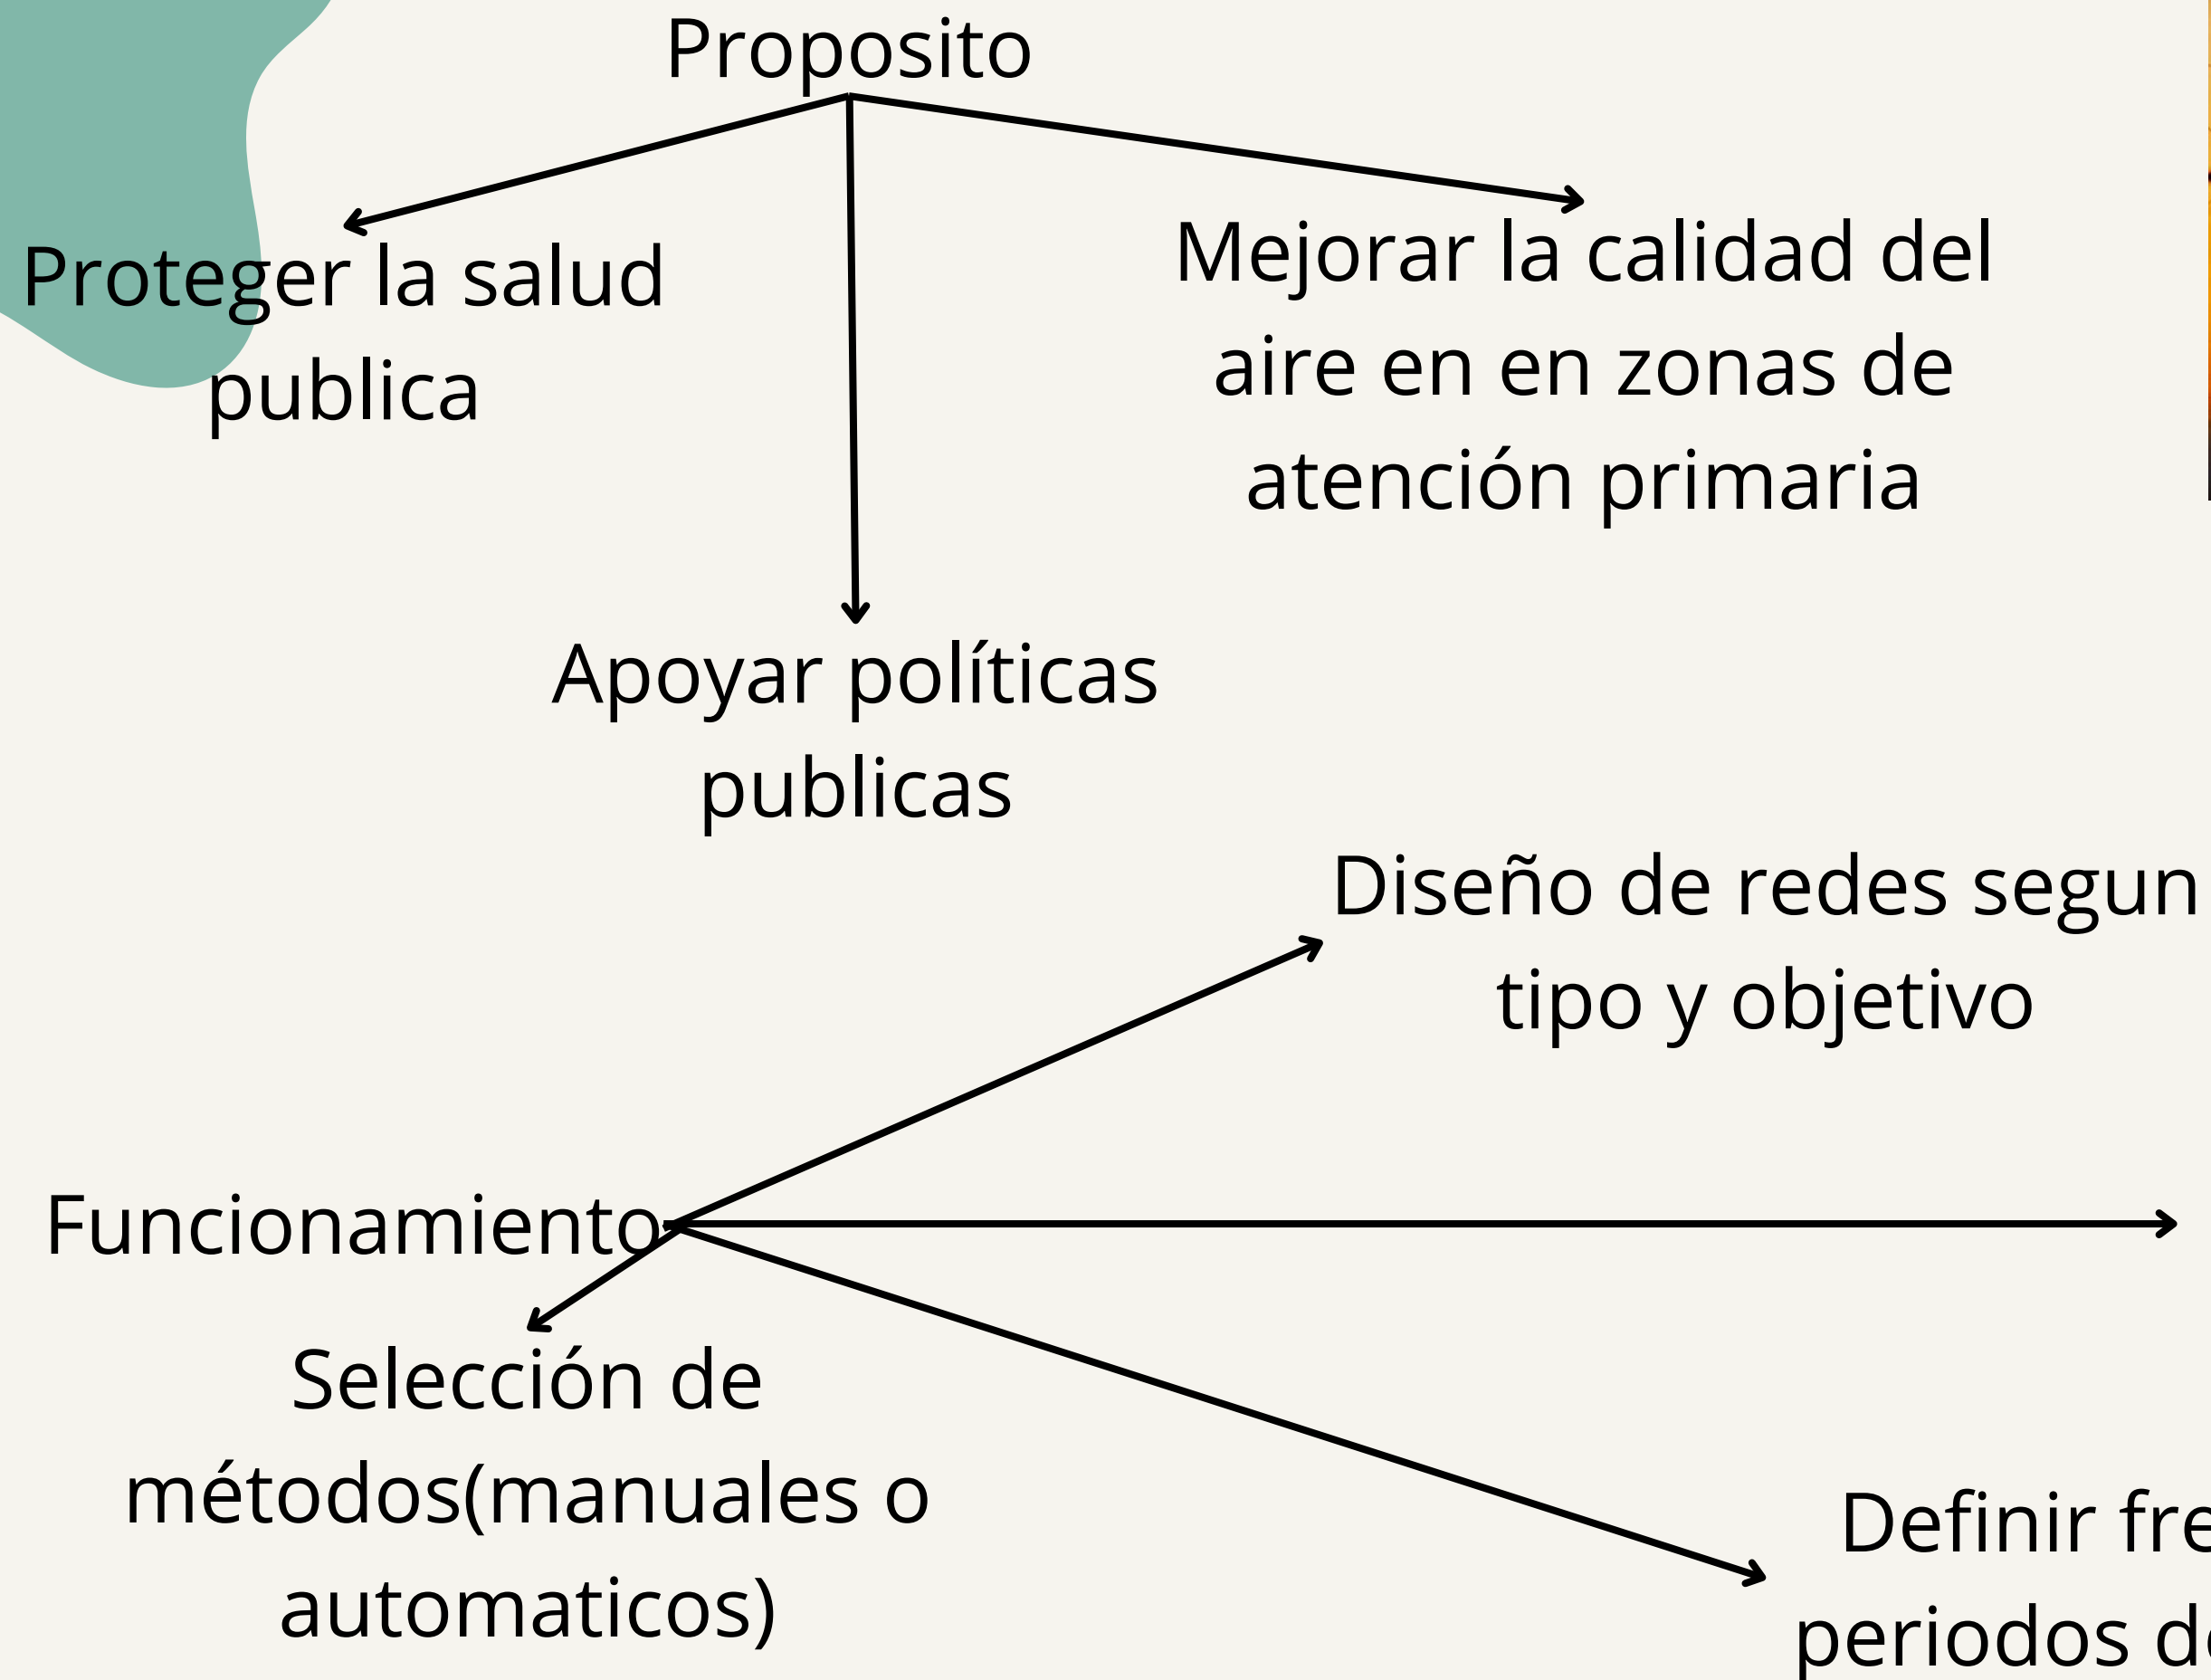 Proposito
Proteger la salud
publica
Mejorar la calidad del
aire en en zonas de
atención primaria
Apoyar políticas
publicas
Diseño de redes segun
tipo y objetivo
Funcionamiento
Selección de
métodos(manuales o
automaticos)
Definir
periodos